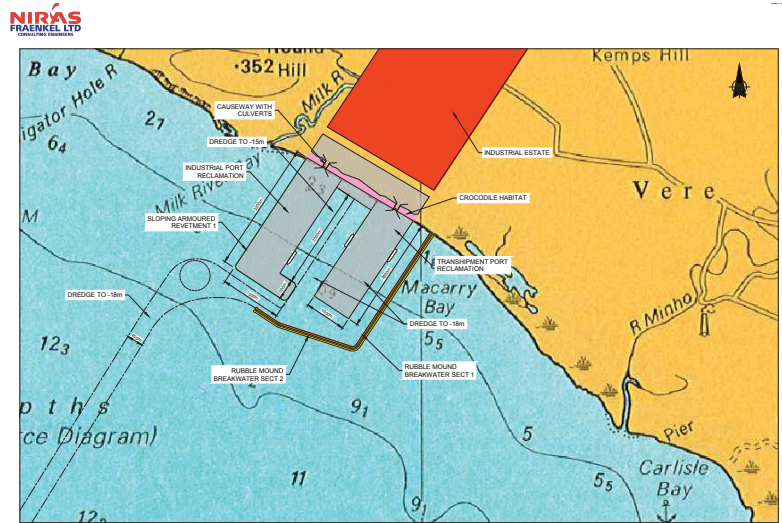 NIRAS
FRAENKEL LTD
CONSULTING ENGINEERS
Bay
Hill
·352
Kemps Hill
Milk R
igator Hole R
27
64
CAUSEWAY WITH
CULVERTS
DREDGE TO -15m
INDUSTRIAL ESTATE
INDUSTRIAL PORT
RECLAMATION
Milk River Bay
CROCODILE HABITAT
Vere
M
SLOPING ARMOURED
REVETMENT 1
TRANSHIPMENT PORT
RECLAMATION
DREDGE TO -18m
Macarry
Bay
R Minho
DREDGE TO -18m
123
55
RUBBLE MOUND
BREAKWATER SECT 2
RUBBLE MOUND
BREAKWATER SECT 1
pths
ce Diagram)
91
5
Pier
Carlisle
Bay
11
55
91
122